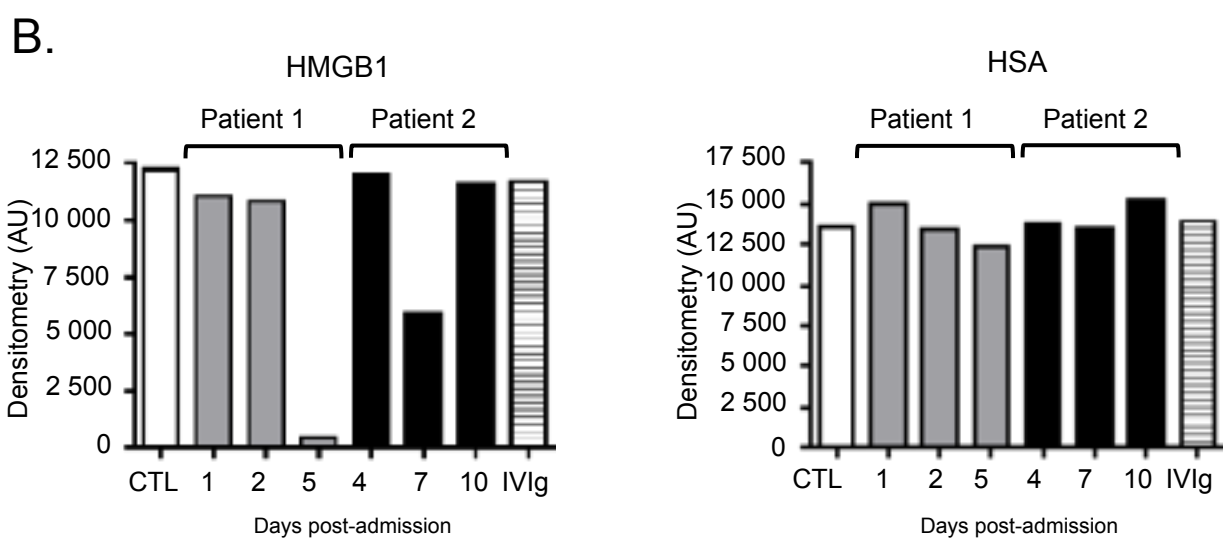 B.
HMGB1
Patient 1
Patient 2
Densitometry (AU)
12 500
10 000
7 500
5 000
2 500
0
CTL 1 2 5 4 7 10 IVIg
Days post-admission
HSA
Patient 1
Patient 2
Densitometry (AU)
17 500
15 000
12 500
10 000
7 500
5 000
2 500
0
CTL 1 2 5 4 7 10 IVIg
Days post-admission